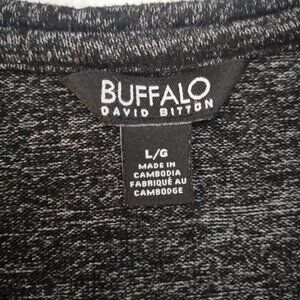 BUFFALO
DAVID BITTON
L/G
MADE IN
CAMBODIA
FABRIQUÉ AU
CAMBODGE